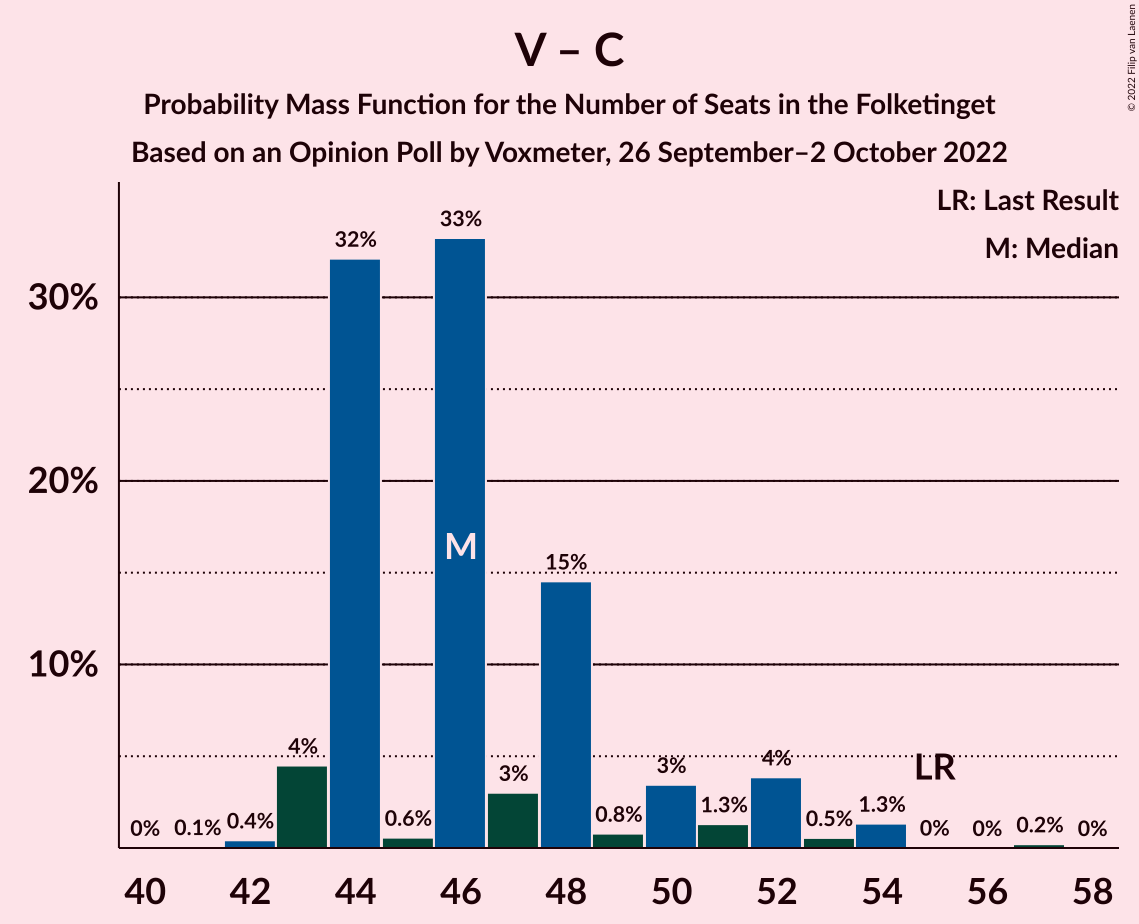 V – C
Probability Mass Function for the Number of Seats in the Folketinget
Based on an Opinion Poll by Voxmeter, 26 September–2 October 2022
© 2022 Filip van Laenen
LR: Last Result
M: Median
30%
20%
10%
0%
0.1%
0.4%
4%
32%
0.6%
33%
M
3%
15%
0.8%
3%
1.3%
4%
0.5%
1.3%
LR
0%
0%
0.2%
0%
40 42 44 46 48 50 52 54 56 58